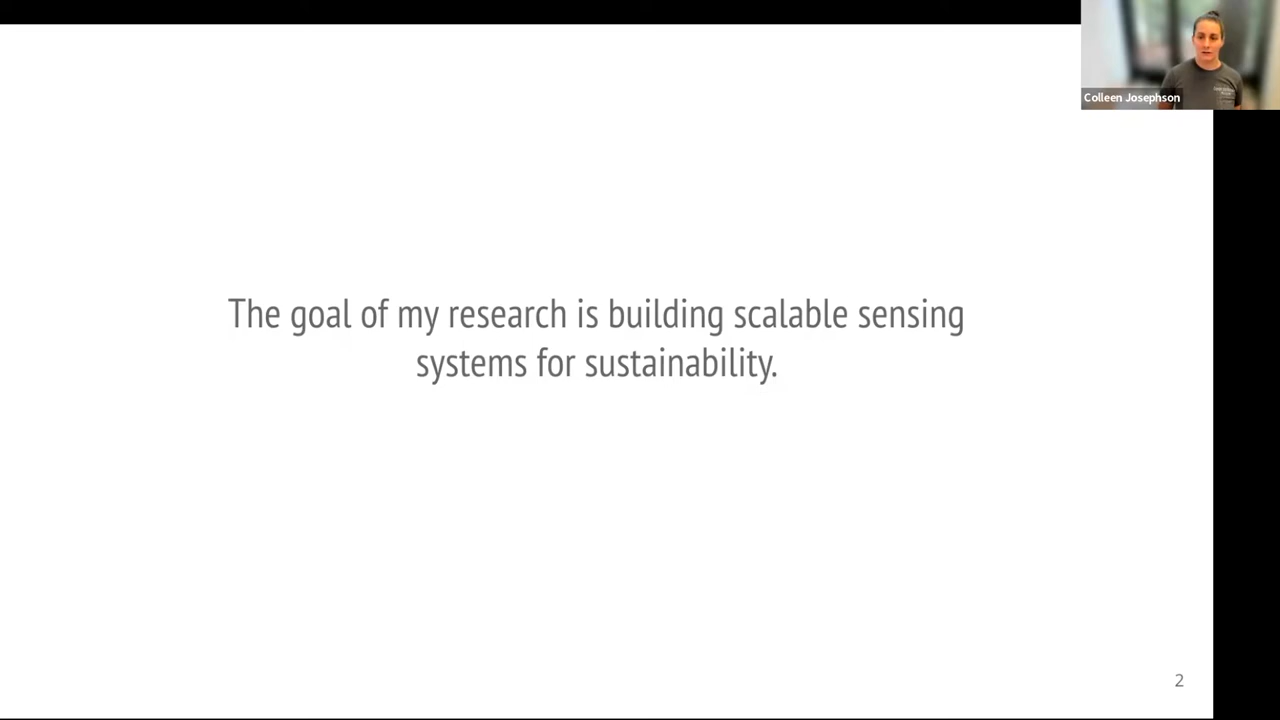 Colleen Josephson
The goal of my research is building scalable sensing
systems for sustainability.
2